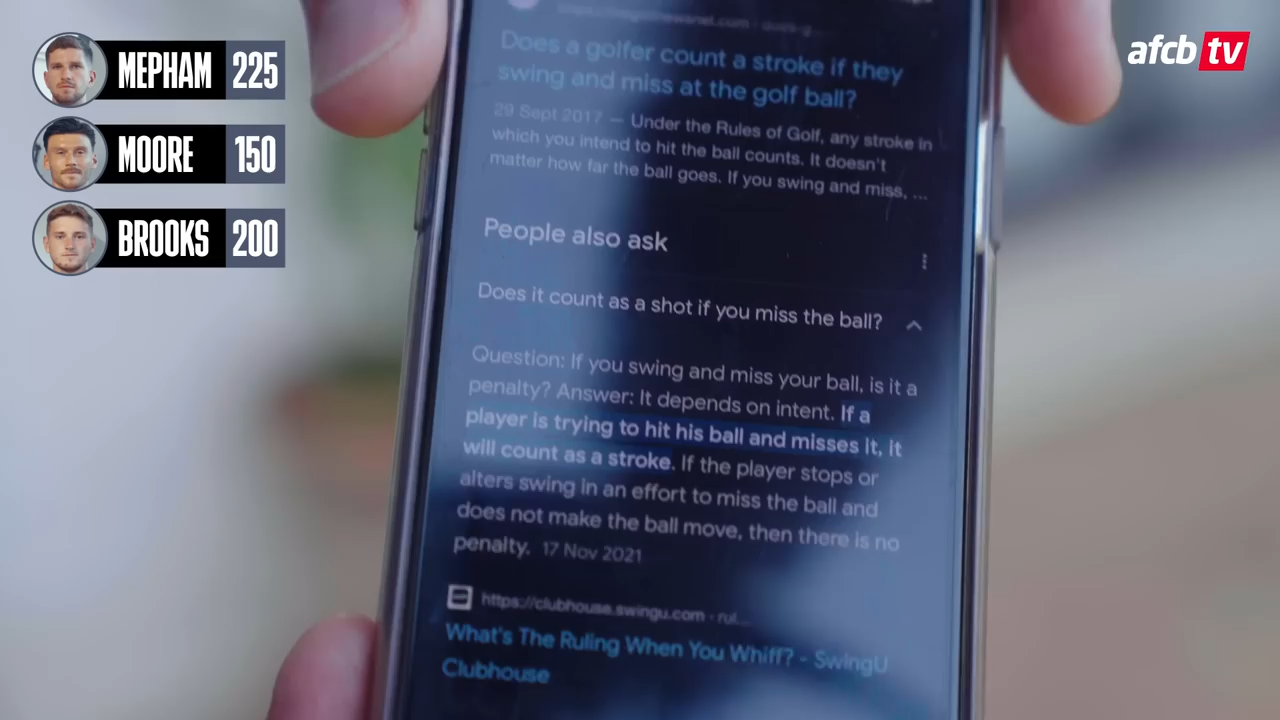 MEPHAM 225
MOORE 150
BROOKS 200
afcb tv
Does a golfer count a stroke if they
swing and miss at the golf ball?
29 Sept 2017 — Under the Rules of Golf, any stroke in
which you intend to hit the ball counts. It doesn't
matter how far the ball goes. If you swing and miss, ...
People also ask
Does it count as a shot if you miss the ball?
Question: If you swing and miss your ball, is it a
penalty? Answer: It depends on intent. If a
player is trying to hit his ball and misses it, it
will count as a stroke. If the player stops or
alters swing in an effort to miss the ball and
does not make the ball move, then there is no
penalty. 17 Nov 2021
https://clubhouse.swingu.com › rul...
What's The Ruling When You Whiff? - SwingU
Clubhouse